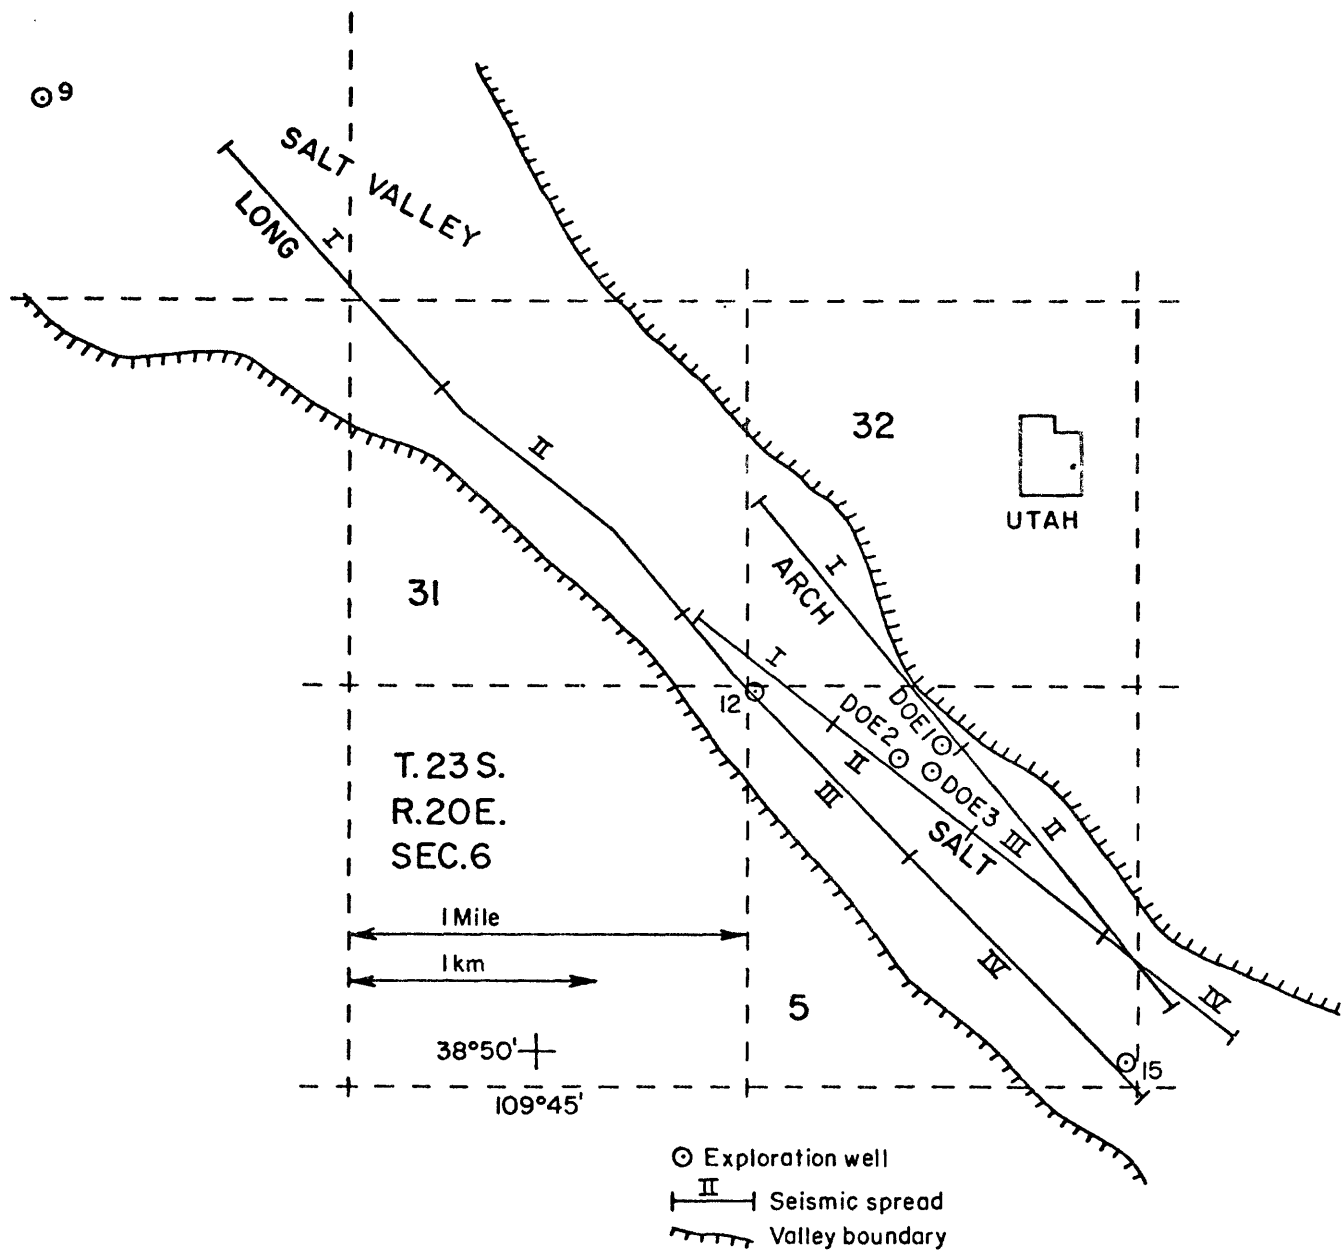 9
SALT VALLEY
LONG
I
II
32
UTAH
31
I
ARCH
I
12
DOE2
DOE1
DOE3
II
III
SALT
III
II
T.23 S.
R.20E.
SEC.6
1 Mile
1 km
IV
5
IV
38°50'
109°45'
15
Exploration well
II
Seismic spread
Valley boundary